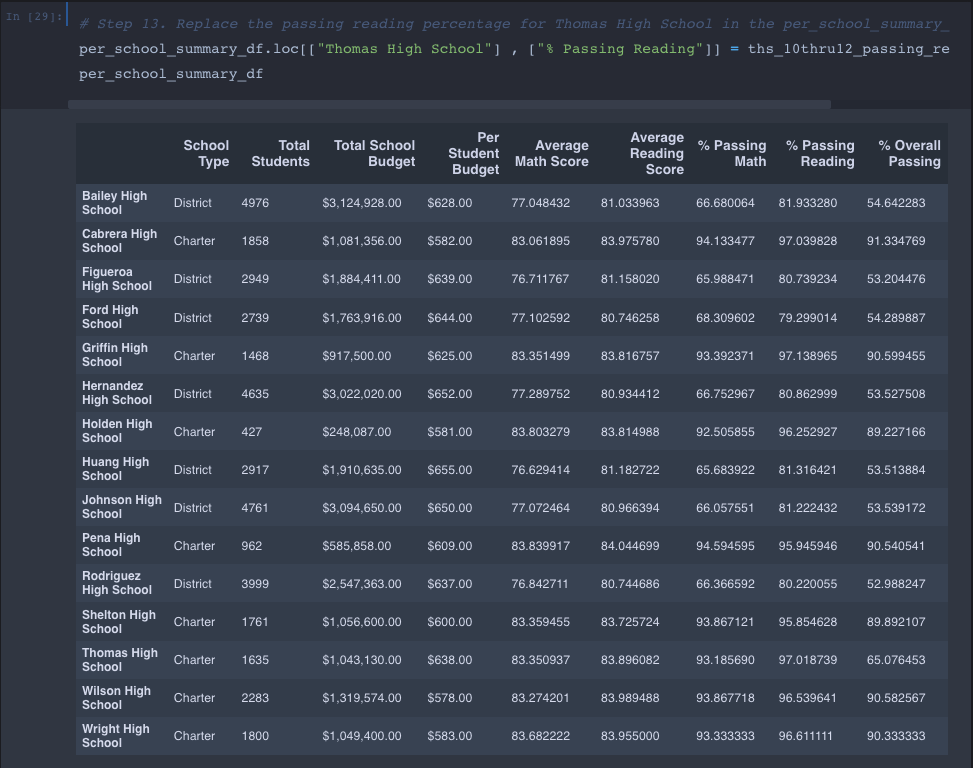 In [29]:
# Step 13. Replace the passing reading percentage for Thomas High School in the per_school_summary_
per_school_summary_df.loc[["Thomas High School"] , ["% Passing Reading"]] = ths_10thru12_passing_re
per_school_summary_df
School Type Total Students Total School Budget Per Student Budget Average Math Score Average Reading Score % Passing Math % Passing Reading % Overall Passing
Bailey High School District 4976 $3,124,928.00 $628.00 77.048432 81.033963 66.680064 81.933280 54.642283
Cabrera High School Charter 1858 $1,081,356.00 $582.00 83.061895 83.975780 94.133477 97.039828 91.334769
Figueroa High School District 2949 $1,884,411.00 $639.00 76.711767 81.158020 65.988471 80.739234 53.204476
Ford High School District 2739 $1,763,916.00 $644.00 77.102592 80.746258 68.309602 79.299014 54.289887
Griffin High School Charter 1468 $917,500.00 $625.00 83.351499 83.816757 93.392371 97.138965 90.599455
Hernandez High School District 4635 $3,022,020.00 $652.00 77.289752 80.934412 66.752967 80.862999 53.527508
Holden High School Charter 427 $248,087.00 $581.00 83.803279 83.814988 92.505855 96.252927 89.227166
Huang High School District 2917 $1,910,635.00 $655.00 76.629414 81.182722 65.683922 81.316421 53.513884
Johnson High School District 4761 $3,094,650.00 $650.00 77.072464 80.966394 66.057551 81.222432 53.539172
Pena High School Charter 962 $585,858.00 $609.00 83.839917 84.044699 94.594595 95.945946 90.540541
Rodriguez High School District 3999 $2,547,363.00 $637.00 76.842711 80.744686 66.366592 80.220055 52.988247
Shelton High School Charter 1761 $1,056,600.00 $600.00 83.359455 83.725724 93.867121 95.854628 89.892107
Thomas High School Charter 1635 $1,043,130.00 $638.00 83.350937 83.896082 93.185690 97.018739 65.076453
Wilson High School Charter 2283 $1,319,574.00 $578.00 83.274201 83.989488 93.867718 96.539641 90.582567
Wright High School Charter 1800 $1,049,400.00 $583.00 83.682222 83.955000 93.333333 96.611111 90.333333